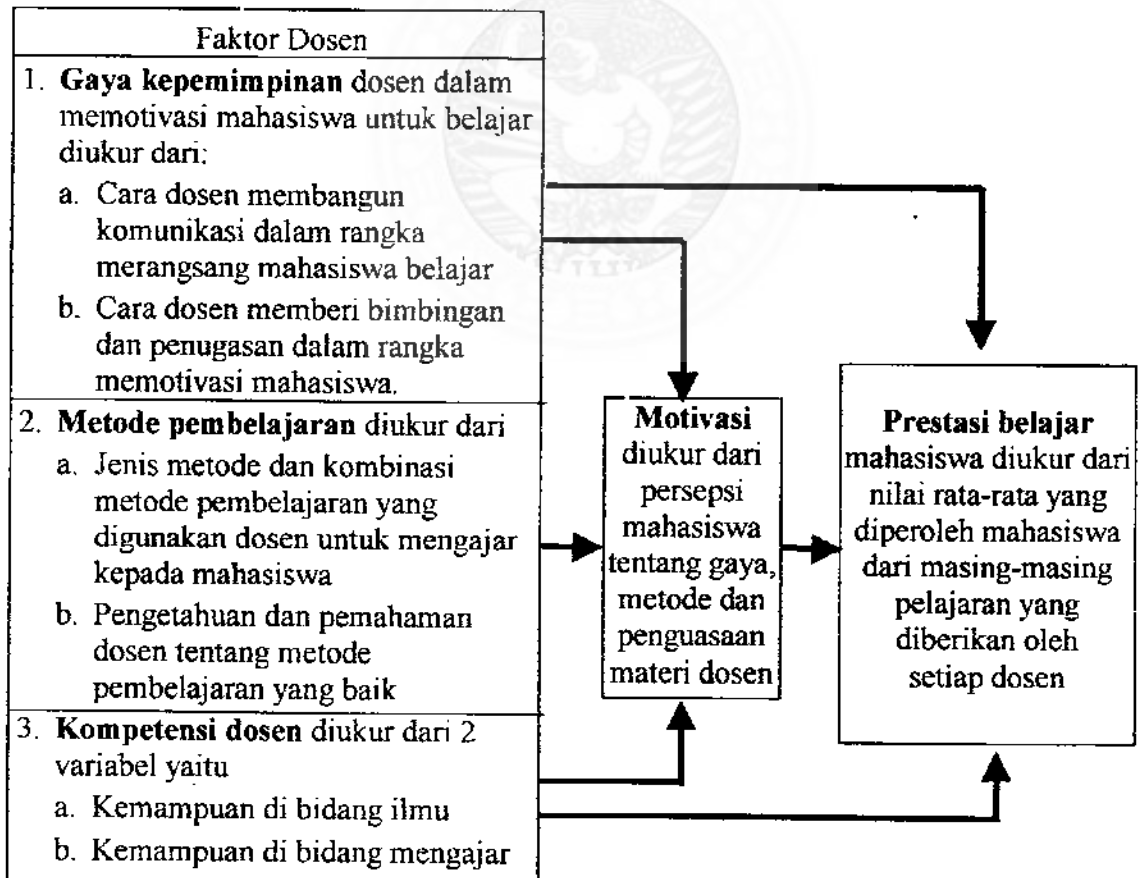 Faktor Dosen
1. Gaya kepemimpinan dosen dalam
memotivasi mahasiswa untuk belajar
diukur dari:
a. Cara dosen membangun
komunikasi dalam rangka
merangsang mahasiswa belajar
b. Cara dosen memberi bimbingan
dan penugasan dalam rangka
memotivasi mahasiswa.
2. Metode pembelajaran diukur dari
a. Jenis metode dan kombinasi
metode pembelajaran yang
digunakan dosen untuk mengajar
kepada mahasiswa
b. Pengetahuan dan pemahaman
dosen tentang metode
pembelajaran yang baik
3. Kompetensi dosen diukur dari 2
variabel yaitu
a. Kemampuan di bidang ilmu
b. Kemampuan di bidang mengajar
Motivasi
diukur dari
persepsi
mahasiswa
tentang gaya,
metode dan
penguasaan
materi dosen
Prestasi belajar
mahasiswa diukur dari
nilai rata-rata yang
diperoleh mahasiswa
dari masing-masing
pelajaran yang
diberikan oleh
setiap dosen